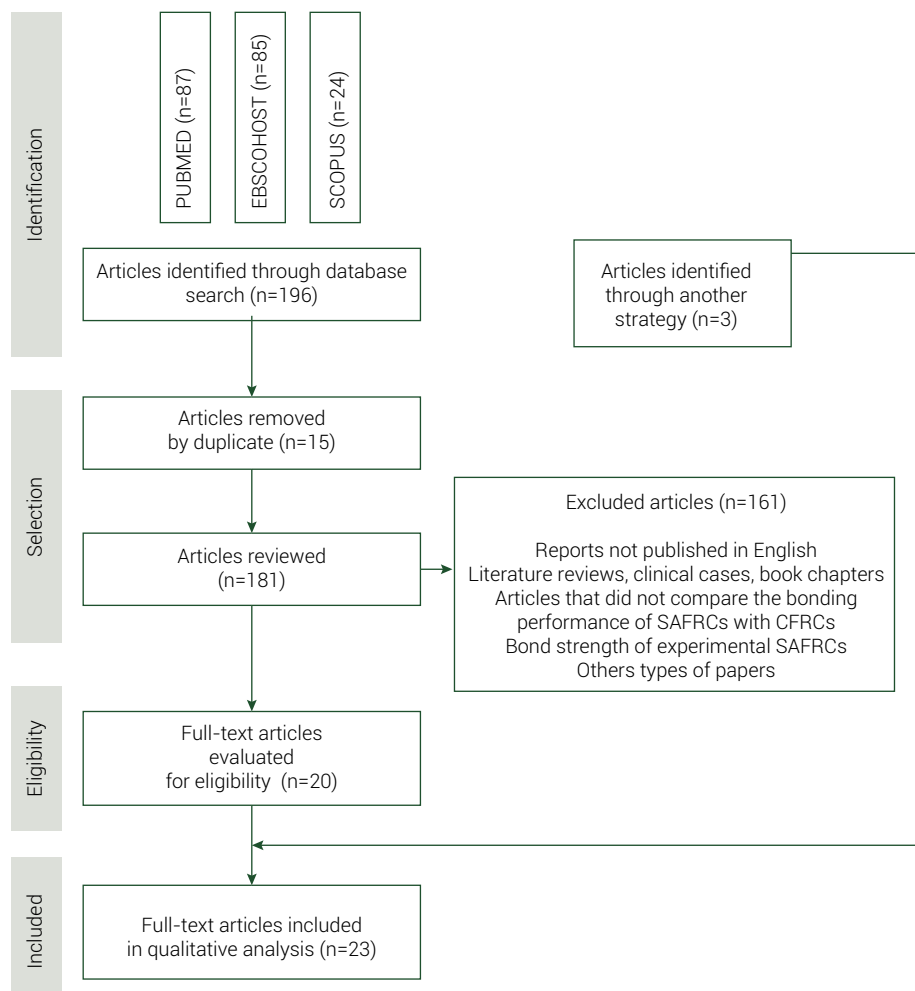 Identification
PUBMED (n=87)
EBSCOHOST (n=85)
SCOPUS (n=24)
Articles identified through database
search (n=196)
Articles identified
through another
strategy (n=3)
Selection
Articles removed
by duplicate (n=15)
Articles reviewed
(n=181)
Excluded articles (n=161)
Reports not published in English
Literature reviews, clinical cases, book chapters
Articles that did not compare the bonding
performance of SAFRCs with CFRCs
Bond strength of experimental SAFRCs
Others types of papers
Eligibility
Full-text articles
evaluated
for eligibility (n=20)
Included
Full-text articles included
in qualitative analysis (n=23)